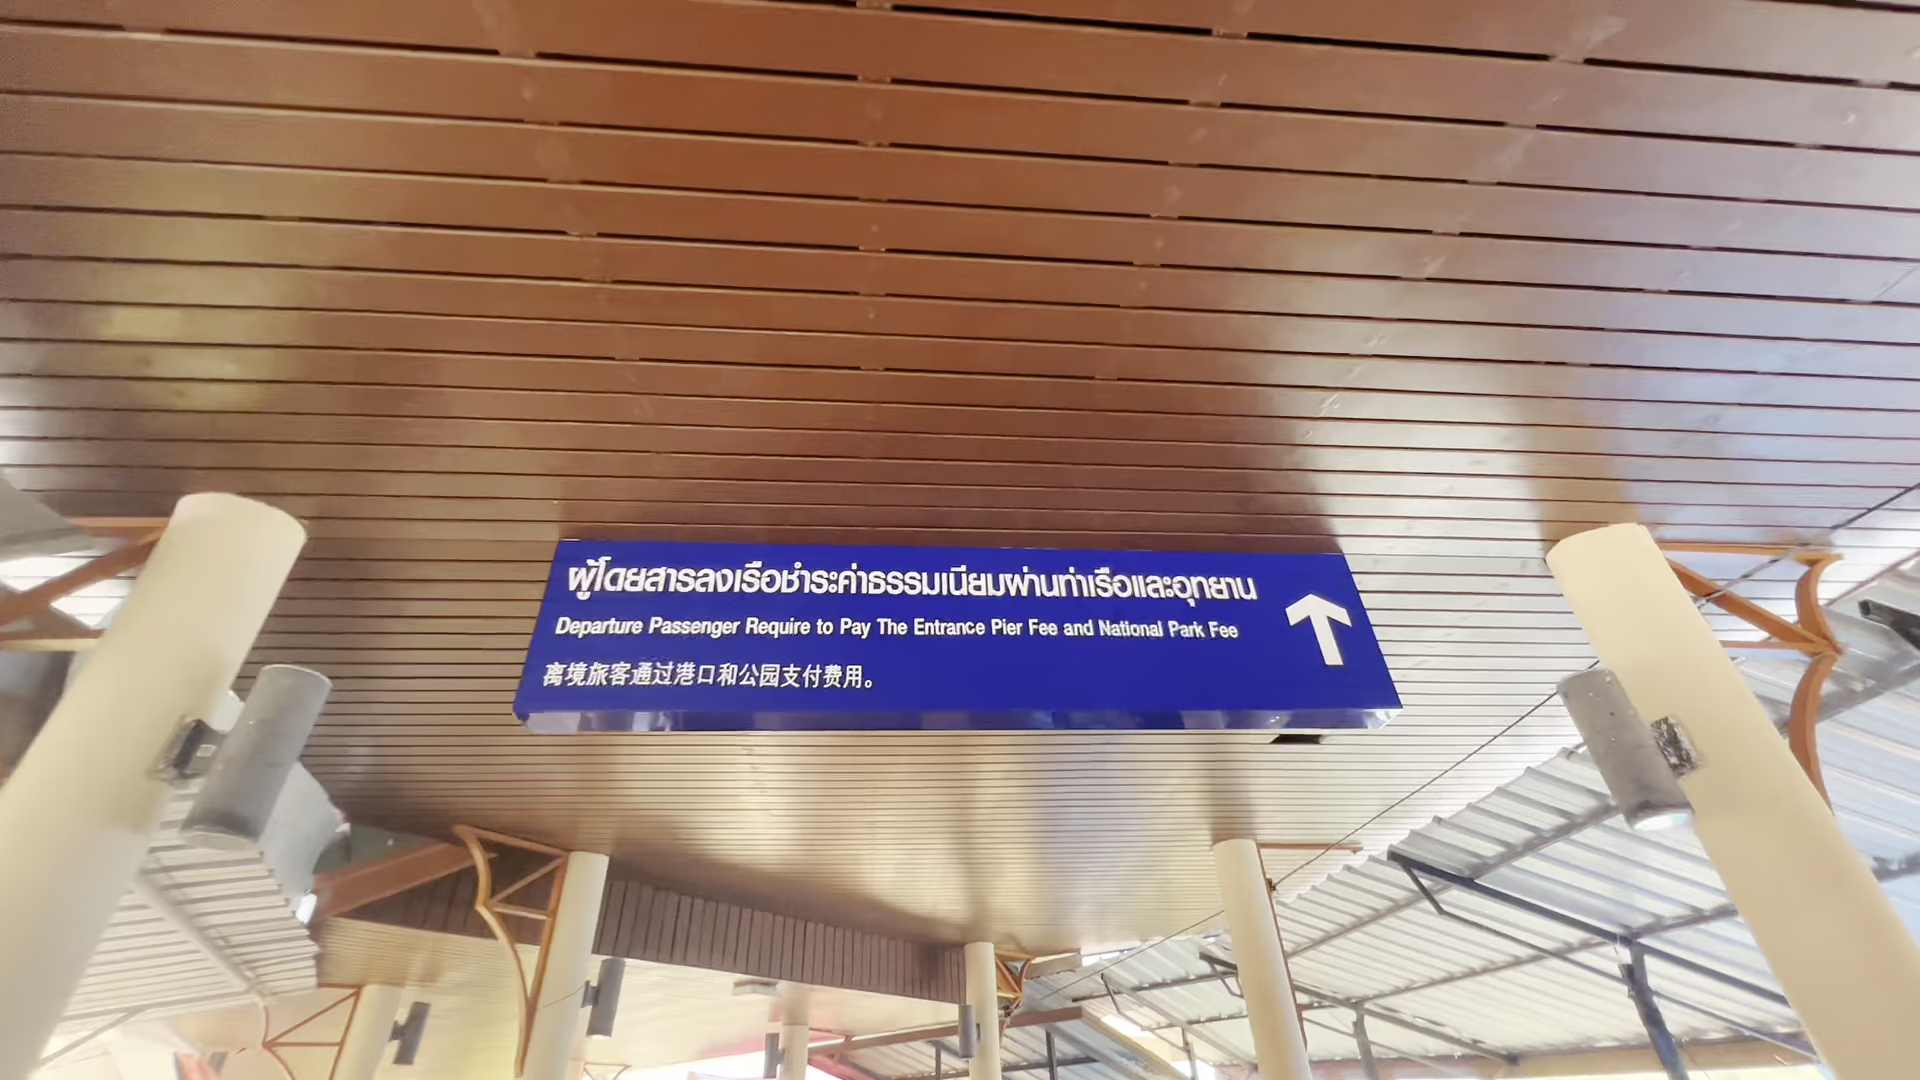 ผู้โดยสารลงเรือชำระค่าธรรมเนียมผ่านท่าเรือและอุทยาน
Departure Passenger Require to Pay The Entrance Pier Fee and National Park Fee
离境旅客通过港口和公园支付费用。